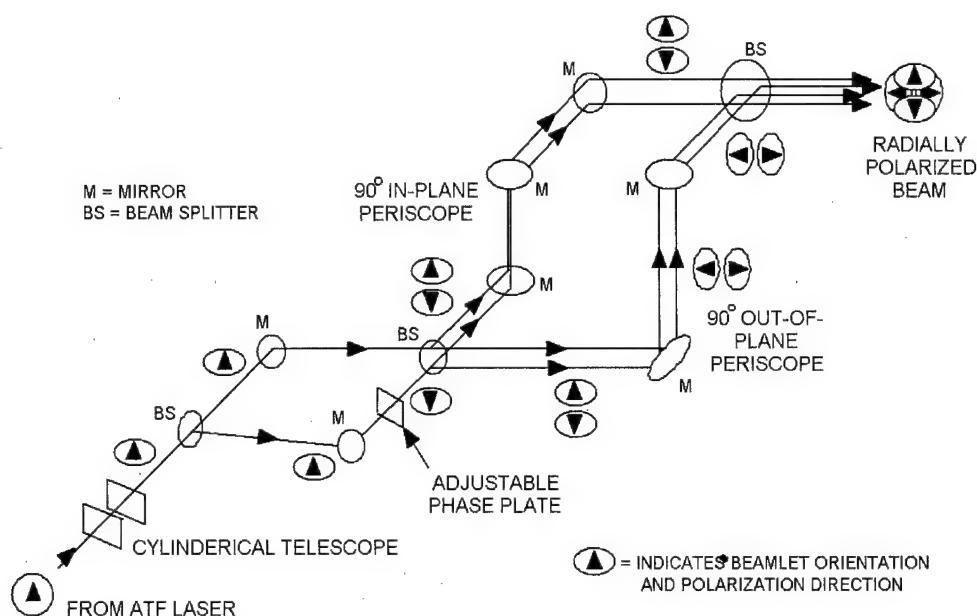 BS
M
RADIALLY
POLARIZED
BEAM
M = MIRROR
BS = BEAM SPLITTER
90° IN-PLANE
PERISCOPE
M
M
M
BS
M
90° OUT-OF-
PLANE
PERISCOPE
M
BS
M
ADJUSTABLE
PHASE PLATE
CYLINDERICAL TELESCOPE
= INDICATES BEAMLET ORIENTATION
AND POLARIZATION DIRECTION
FROM ATF LASER